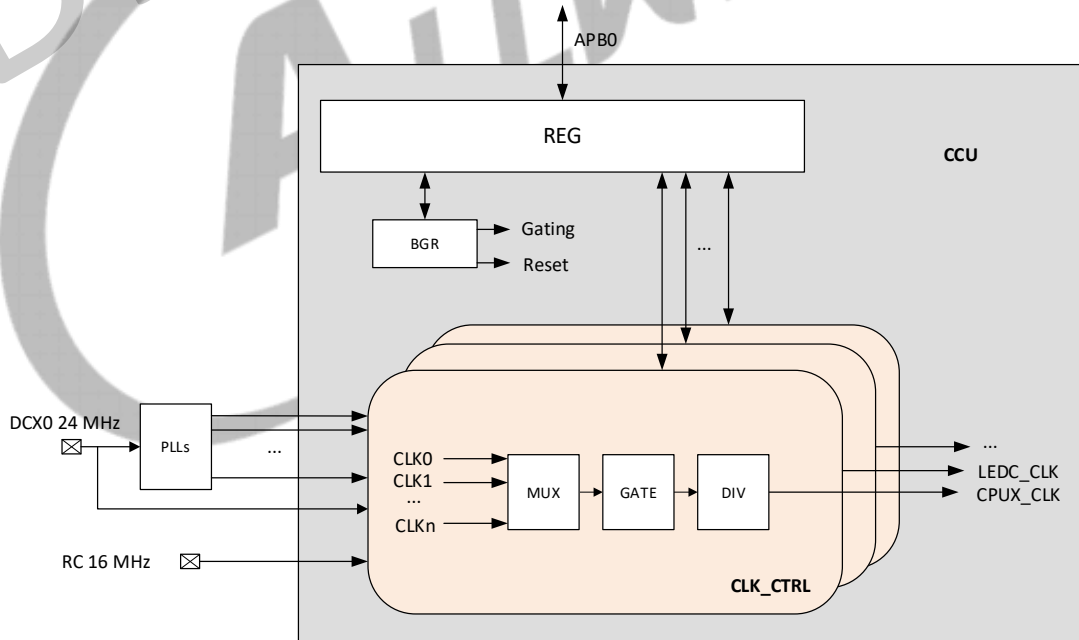 APB0
REG
CCU
BGR
Gating
Reset
...
DCX0 24 MHz
PLLs
...
CLK0
CLK1
...
CLKn
MUX
GATE
DIV
...
LEDC_CLK
CPUX_CLK
RC 16 MHz
CLK_CTRL